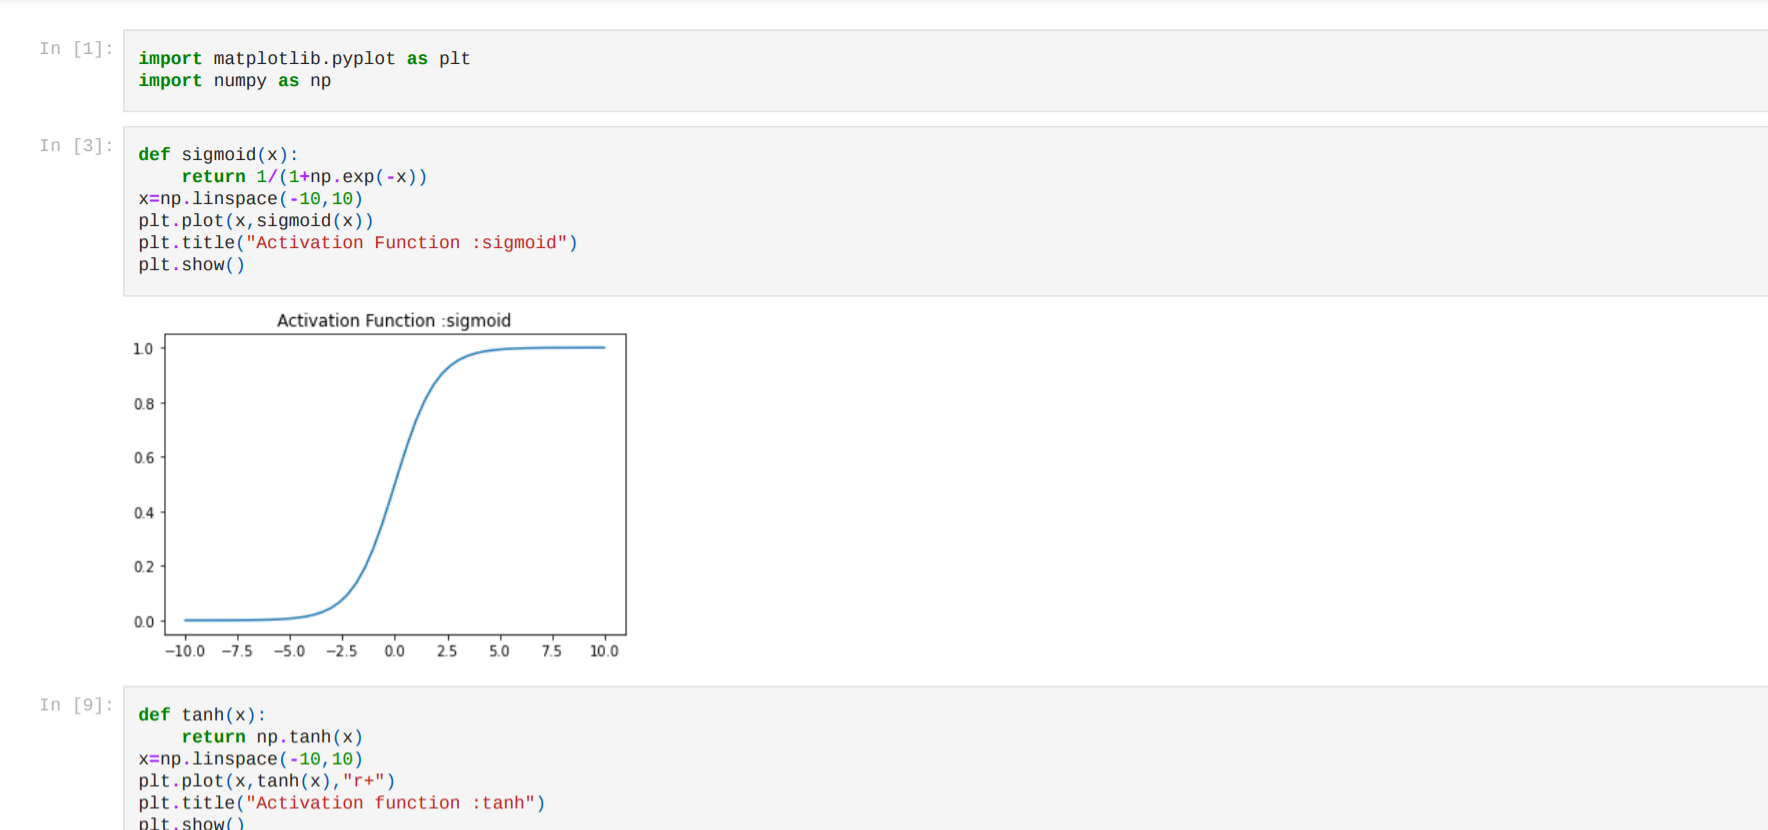 In [1]:
import matplotlib.pyplot as plt
import numpy as np
In [3]:
def sigmoid(x):
    return 1/(1+np.exp(-x))
x=np.linspace(-10,10)
plt.plot(x,sigmoid(x))
plt.title("Activation Function :sigmoid")
plt.show()
Activation Function :sigmoid
1.0
0.8
0.6
0.4
0.2
0.0
−10.0 −7.5 −5.0 −2.5 0.0 2.5 5.0 7.5 10.0
In [9]:
def tanh(x):
    return np.tanh(x)
x=np.linspace(-10,10)
plt.plot(x,tanh(x),"r+")
plt.title("Activation function :tanh")
plt.show()